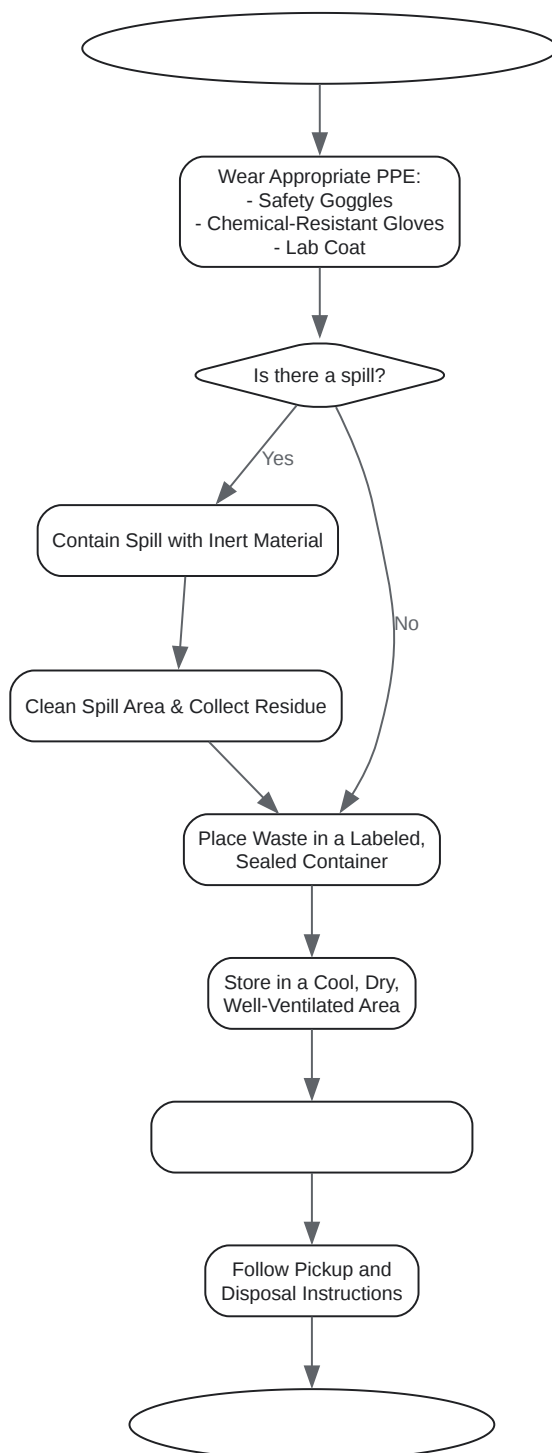 Wear Appropriate PPE:
- Safety Goggles
- Chemical-Resistant Gloves
- Lab Coat
Is there a spill?
Yes
Contain Spill with Inert Material
No
Clean Spill Area & Collect Residue
Place Waste in a Labeled,
Sealed Container
Store in a Cool, Dry,
Well-Ventilated Area
Follow Pickup and
Disposal Instructions